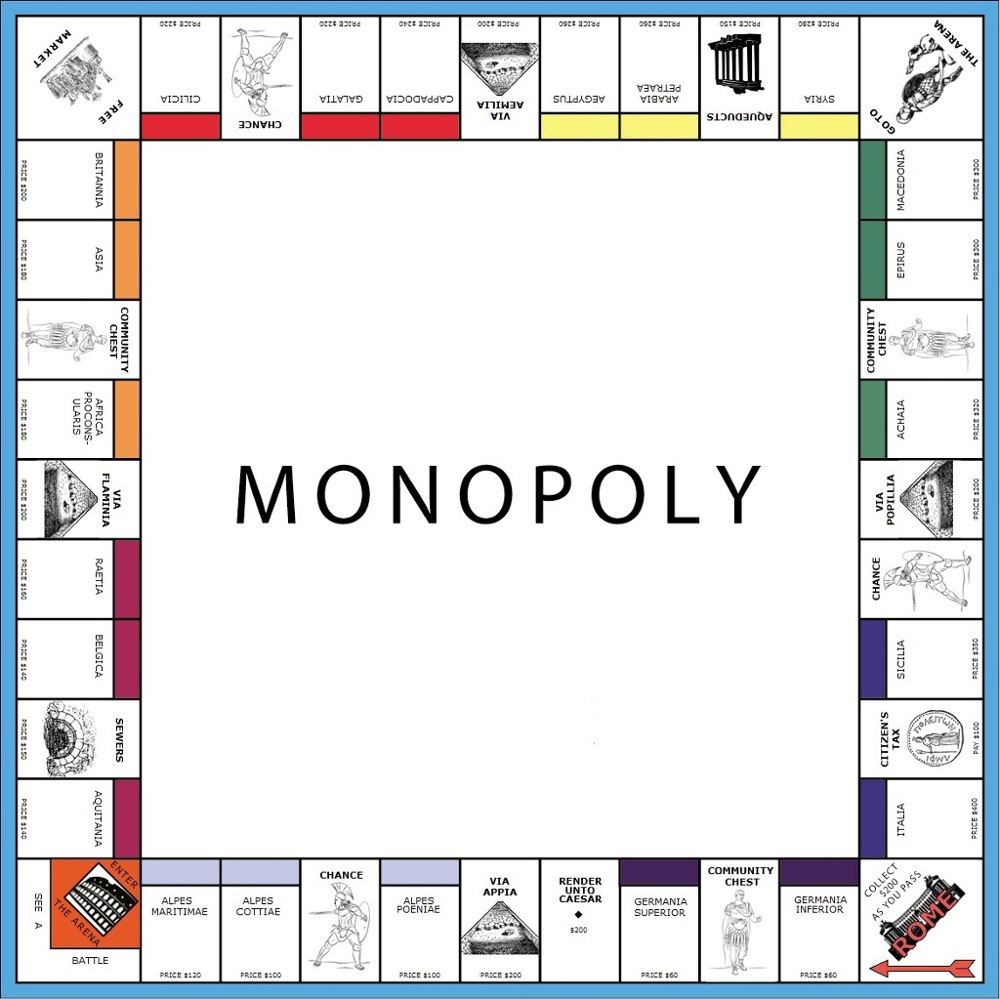 FREE
MARKET
CILICIA
PRICE $220
CHANCE
GALATIA
PRICE $220
CAPPADOCIA
PRICE $240
VIA
AEMILIA
PRICE $200
AEGYPTUS
PRICE $260
ARABIA
PETRAEA
PRICE $260
AQUEDUCTS
PRICE $150
SYRIA
PRICE $280
GO TO
THE ARENA
BRITANNIA
PRICE $200
ASIA
PRICE $180
COMMUNITY
CHEST
AFRICA
PROCONS-
ULARIS
PRICE $180
VIA
FLAMINIA
PRICE $200
RAETIA
PRICE $160
BELGICA
PRICE $140
SEWERS
PRICE $150
AQUITANIA
PRICE $140
MONOPOLY
MACEDONIA
PRICE $300
EPIRUS
PRICE $300
COMMUNITY
CHEST
ACHAIA
PRICE $320
VIA
POPILLIA
PRICE $200
CHANCE
SICILIA
PRICE $350
CITIZEN'S
TAX
PAY $100
ITALIA
PRICE $400
ENTER
THE ARENA
SEE A
BATTLE
ALPES
MARITIMAE
PRICE $120
ALPES
COTTIAE
PRICE $100
CHANCE
ALPES
POENIAE
PRICE $100
VIA
APPIA
PRICE $200
RENDER
UNTO
CAESAR
$200
GERMANIA
SUPERIOR
PRICE $60
COMMUNITY
CHEST
GERMANIA
INFERIOR
PRICE $60
COLLECT
$200
AS YOU PASS
ROME